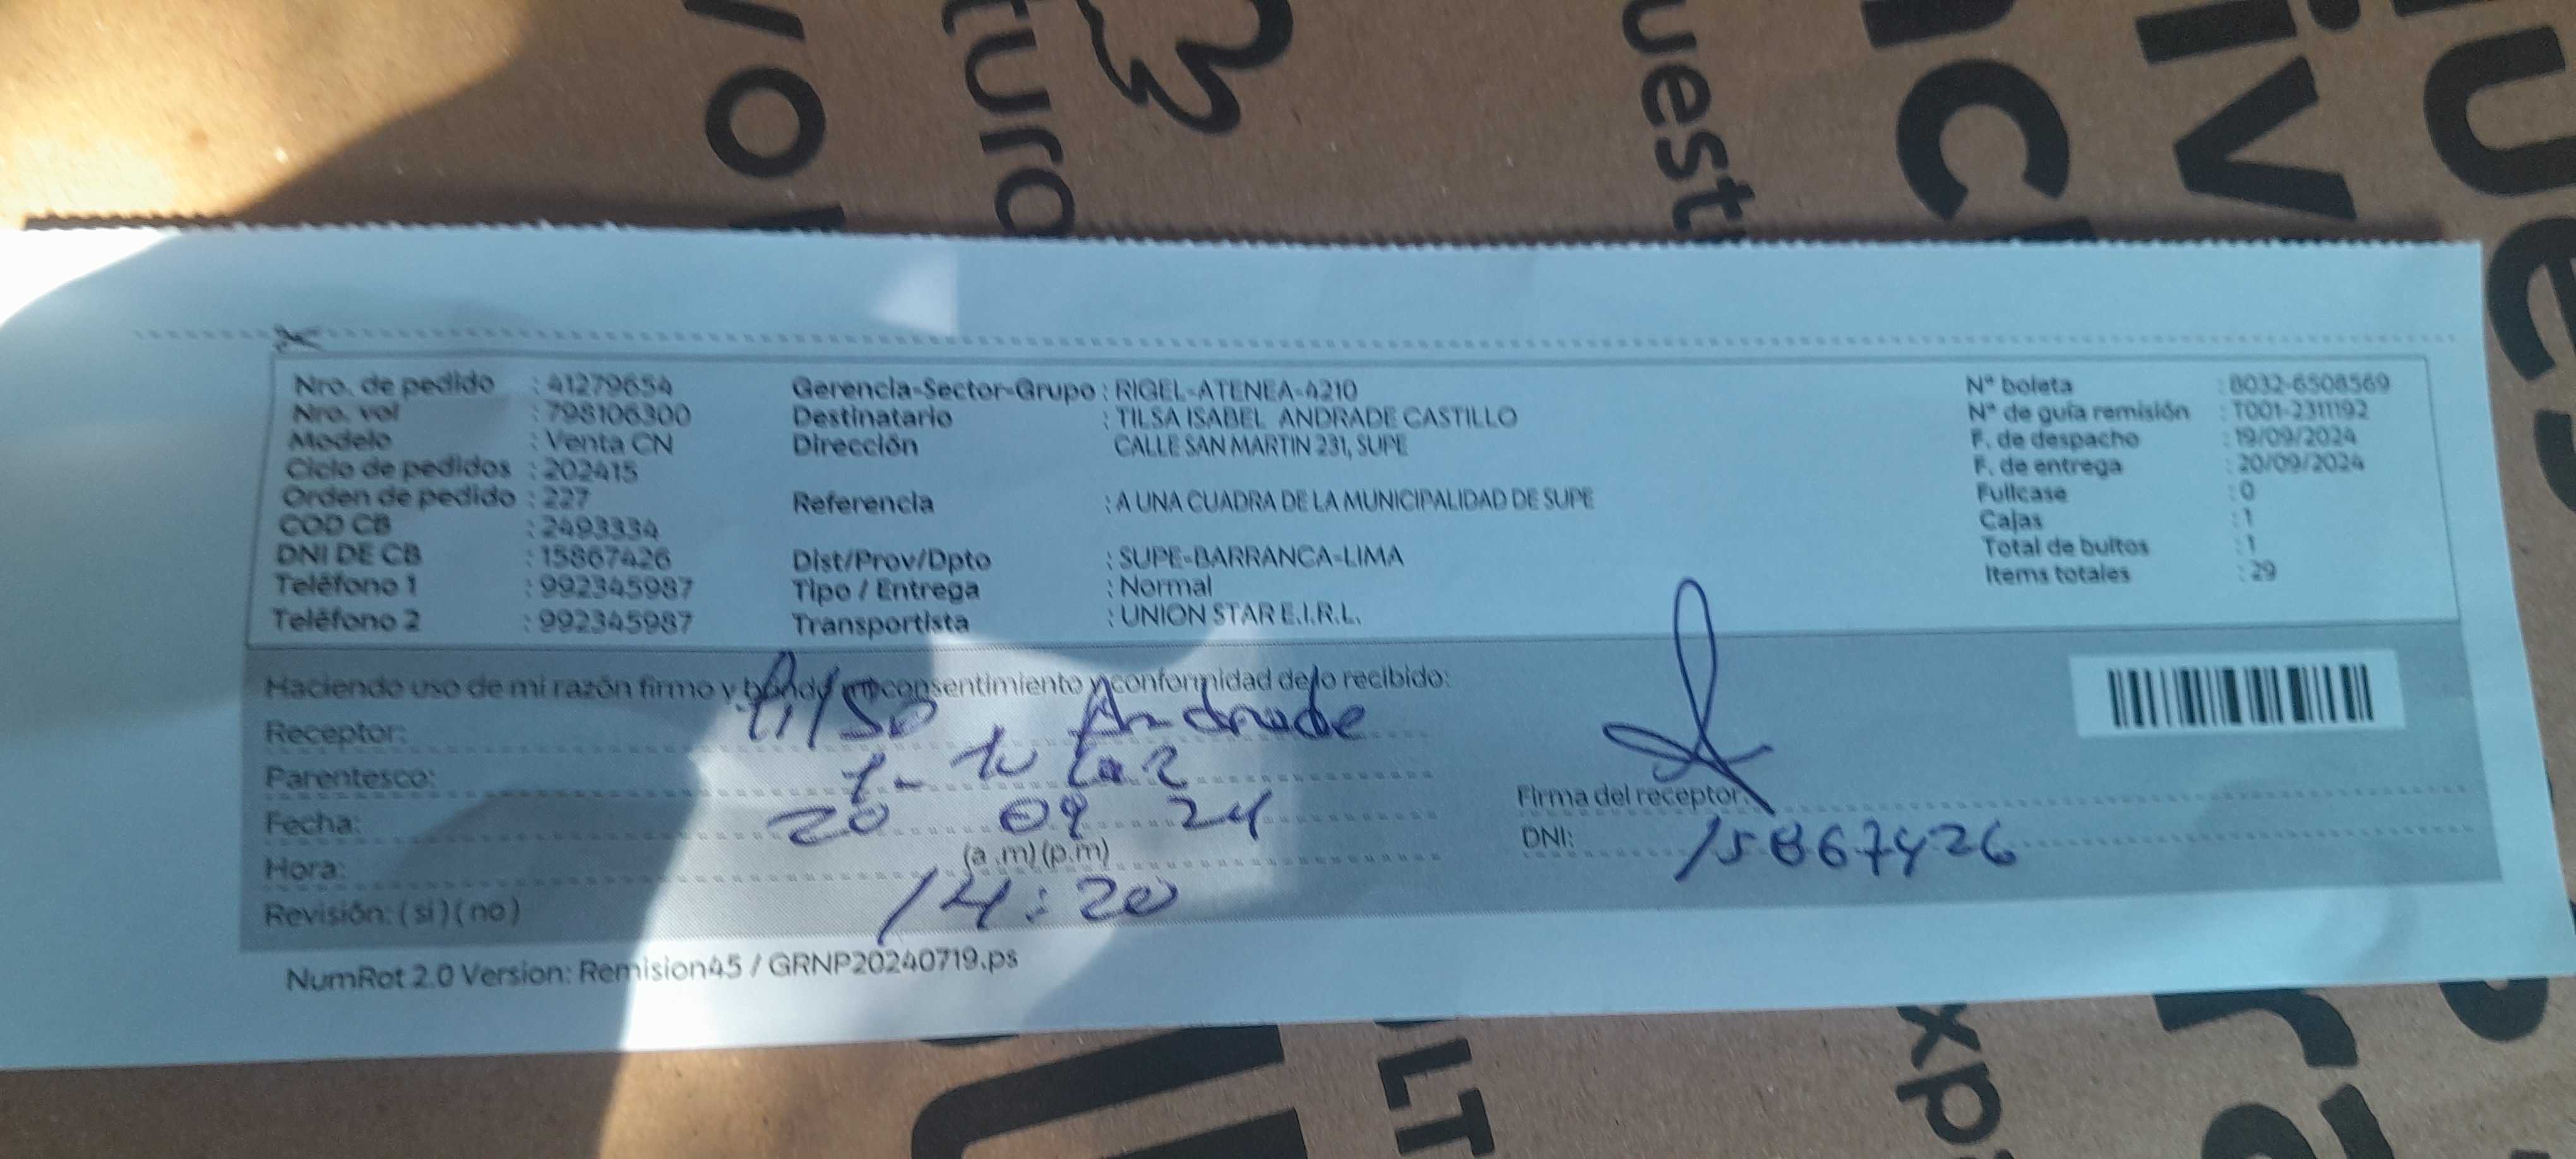 Nro. de pedido : 41279654
Nro. vol : 798106300
Modelo : Venta CN
Ciclo de pedidos : 202415
Orden de pedido : 227
COD CB : 2493334
DNI DE CB : 15867426
Teléfono 1 : 992345987
Teléfono 2 : 992345987
Gerencia-Sector-Grupo : RIGEL-ATENEA-4210
Destinatario : TILSA ISABEL ANDRADE CASTILLO
Dirección CALLE SAN MARTIN 231, SUPE
Referencia : A UNA CUADRA DE LA MUNICIPALIDAD DE SUPE
Dist/Prov/Dpto : SUPE-BARRANCA-LIMA
Tipo / Entrega : Normal
Transportista : UNION STAR E.I.R.L.
N° boleta : B032-6508569
N° de guía remisión : T001-2311192
F. de despacho : 19/09/2024
F. de entrega : 20/09/2024
Fullcase : 0
Cajas : 1
Total de bultos : 1
Items totales : 29
Haciendo uso de mi razón firmo y consentimiento y conformidad de lo recibido:
Receptor: Tilsa Andrade
Parentesco:
Fecha: 20 09 24
Hora: (a.m) (p.m)
14:20
Revisión: ( si ) ( no )
Firma del receptor:
DNI: 15867426
NumRot 2.0 Version: Remision45 / GRNP20240719.ps
turo
uest